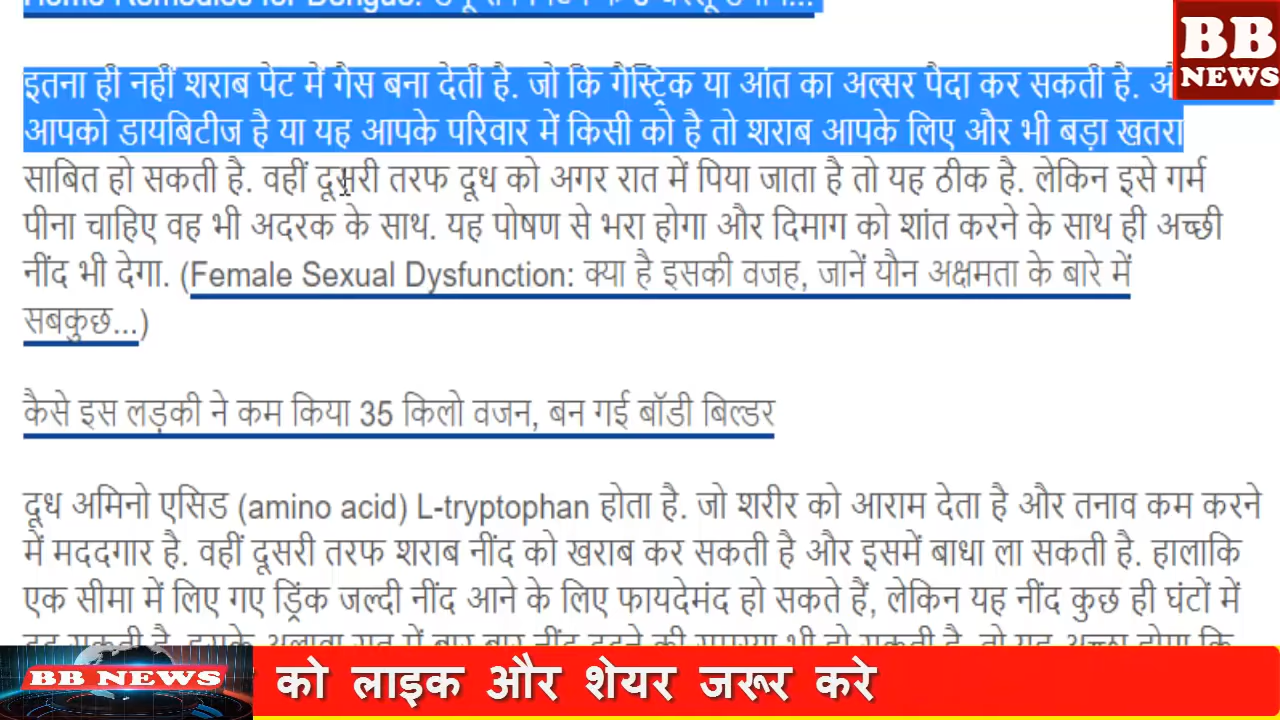 Home Remedies for Dengue:
BB
NEWS
इतना ही नहीं शराब पेट में गैस बना देती है. जो कि गैस्ट्रिक या आंत का अल्सर पैदा कर सकती है.
आपको डायबिटीज है या यह आपके परिवार में किसी को है तो शराब आपके लिए और भी बड़ा खतरा
साबित हो सकती है. वहीं दूसरी तरफ दूध को अगर रात में पिया जाता है तो यह ठीक है. लेकिन इसे गर्म
पीना चाहिए वह भी अदरक के साथ. यह पोषण से भरा होगा और दिमाग को शांत करने के साथ ही अच्छी
नींद भी देगा. (Female Sexual Dysfunction: क्या है इसकी वजह, जानें यौन अक्षमता के बारे में
सबकुछ...)
कैसे इस लड़की ने कम किया 35 किलो वजन, बन गई बॉडी बिल्डर
दूध अमिनो एसिड (amino acid) L-tryptophan होता है. जो शरीर को आराम देता है और तनाव कम करने
में मददगार है. वहीं दूसरी तरफ शराब नींद को खराब कर सकती है और इसमें बाधा ला सकती है. हालाकि
एक सीमा में लिए गए ड्रिंक जल्दी नींद आने के लिए फायदेमंद हो सकते हैं, लेकिन यह नींद कुछ ही घंटों में
BB NEWS को लाइक और शेयर जरूर करे